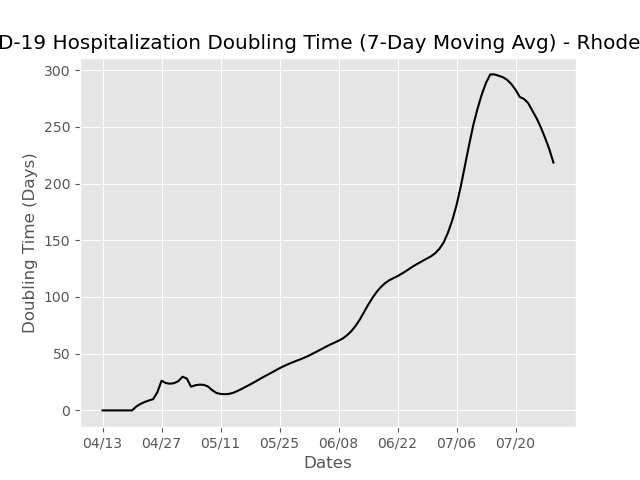 D-19 Hospitalization Doubling Time (7-Day Moving Avg) - Rhode
300
250
200
150
100
50
0
Doubling Time (Days)
04/13 04/27 05/11 05/25 06/08 06/22 07/06 07/20
Dates